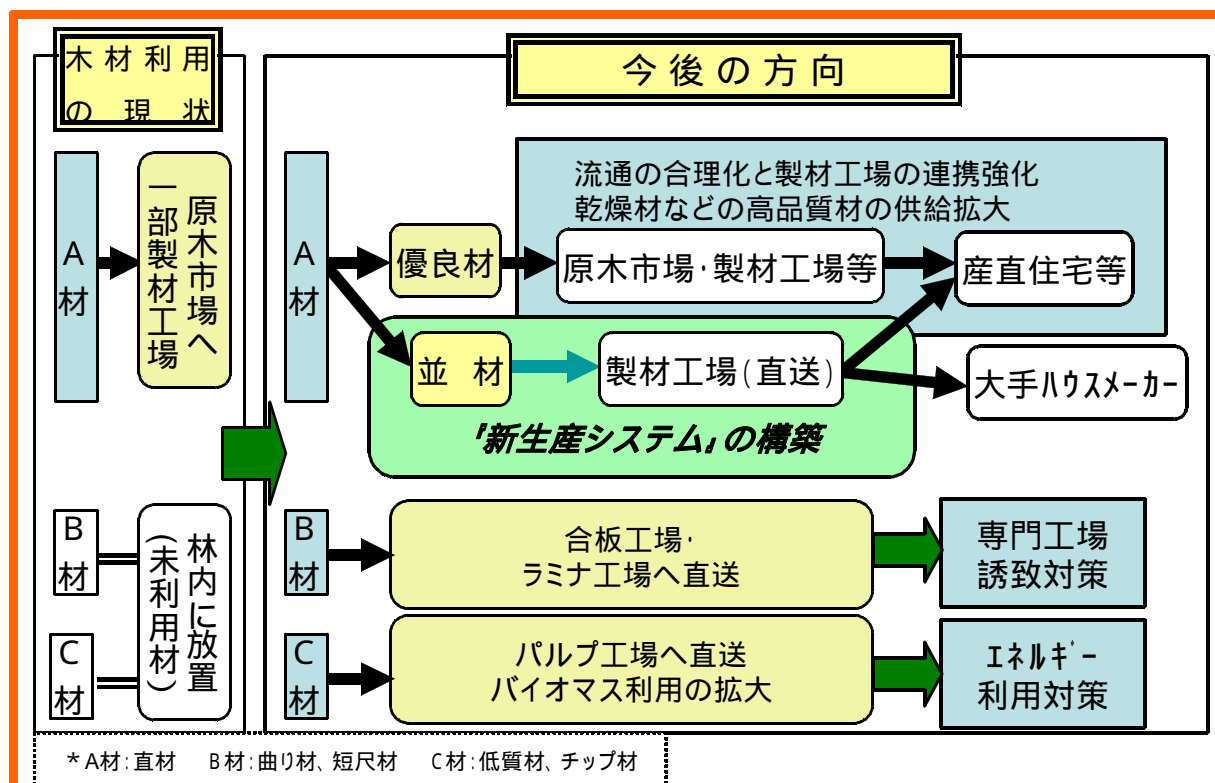 木材利用
の現状
A
材
原木市場へ
一部製材工場
B
材
C
材
林内に放置
(未利用材)
今後の方向
A
材
流通の合理化と製材工場の連携強化
乾燥材などの高品質材の供給拡大
優良材
原木市場・製材工場等
産直住宅等
並 材
製材工場(直送)
大手ハウスメーカー
『新生産システム』の構築
B
材
合板工場・
ラミナ工場へ直送
専門工場
誘致対策
C
材
パルプ工場へ直送
バイオマス利用の拡大
エネルギー
利用対策
*A材:直材 B材:曲り材、短尺材 C材:低質材、チップ材